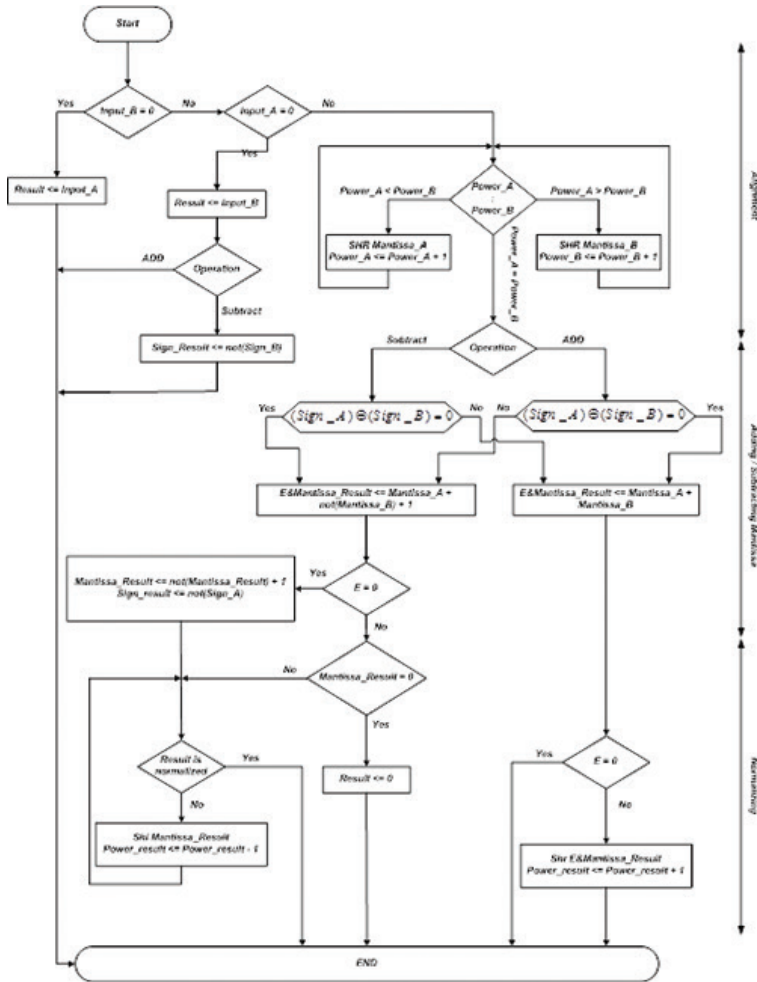 Start
Yes
Input_B = 0
No
Input_A = 0
No
Yes
Result <= Input_A
Result <= Input_B
Power_A < Power_B
Power_A
:
Power_B
Power_A > Power_B
SHR Mantissa_A
Power_A <= Power_A + 1
SHR Mantissa_B
Power_B <= Power_B + 1
Power_A = Power_B
Alignment
ADD
Operation
Subtract
Sign_Result <= not(Sign_B)
Subtract
Operation
ADD
Yes
(Sign_A)⊖(Sign_B)=0
No
No
(Sign_A)⊖(Sign_B)=0
Yes
E&Mantissa_Result <= Mantissa_A +
not(Mantissa_B) + 1
E&Mantissa_Result <= Mantissa_A +
Mantissa_B
Adding / Subtracting Mantissa
Mantissa_Result <= not(Mantissa_Result) + 1
Sign_result <= not(Sign_A)
Yes
E = 0
No
No
Mantissa_Result = 0
Yes
Result is
normalized
Yes
No
Result <= 0
Yes
E = 0
No
Shl Mantissa_Result
Power_result <= Power_result - 1
Shr E&Mantissa_Result
Power_result <= Power_result + 1
END